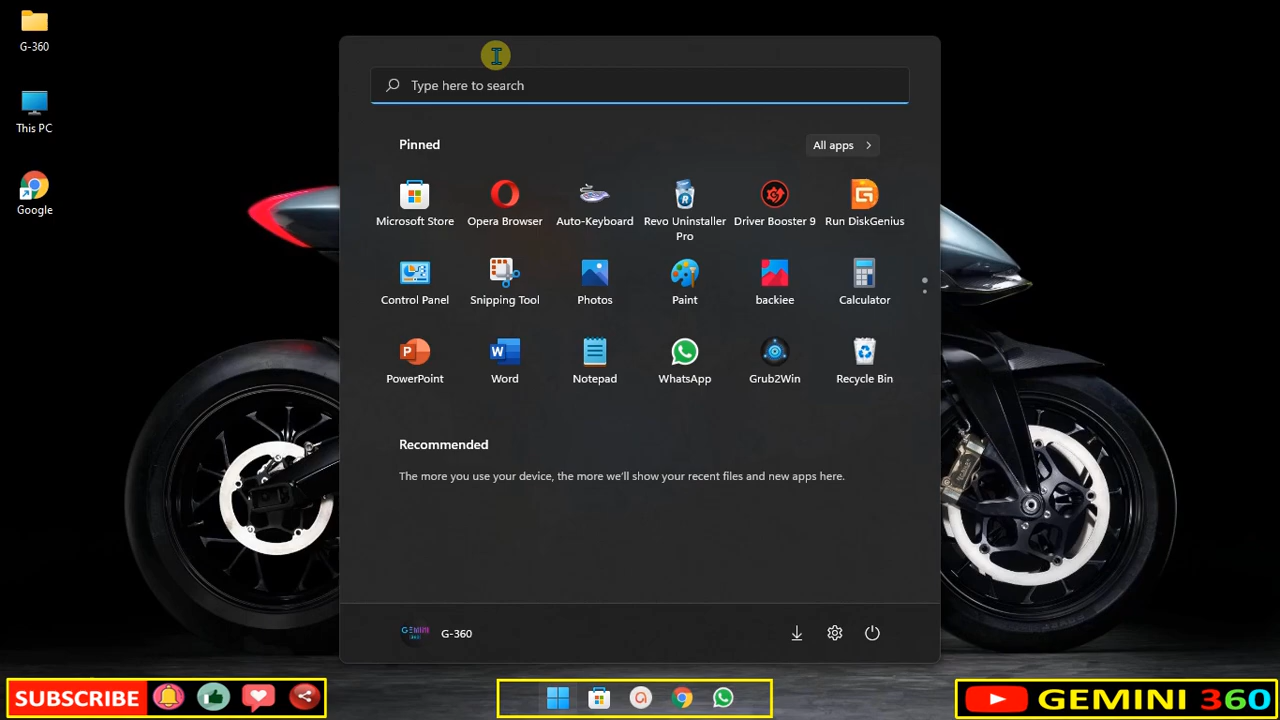 G-360
This PC
Google
Type here to search
Pinned
All apps
Microsoft Store
Opera Browser
Auto-Keyboard
Revo Uninstaller
Pro
Driver Booster 9
Run DiskGenius
Control Panel
Snipping Tool
Photos
Paint
backiee
Calculator
PowerPoint
Word
Notepad
WhatsApp
Grub2Win
Recycle Bin
Recommended
The more you use your device, the more we'll show your recent files and new apps here.
GEMINI
360
G-360
SUBSCRIBE
GEMINI 360